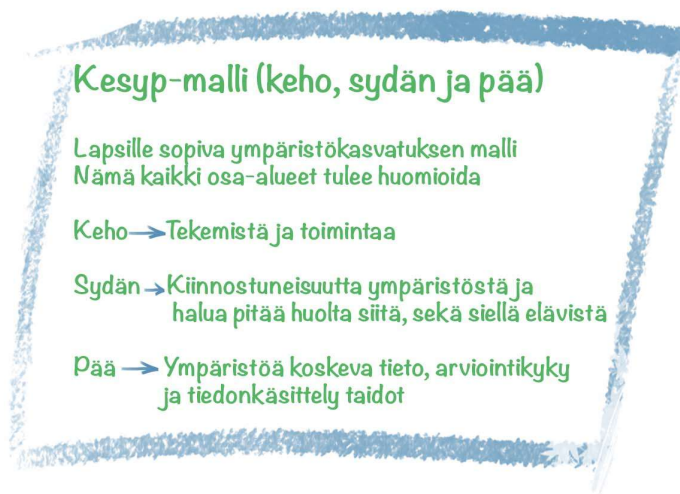 Kesyp-malli (keho, sydän ja pää)
Lapsille sopiva ympäristökasvatuksen malli
Nämä kaikki osa-alueet tulee huomioida
Keho → Tekemistä ja toimintaa
Sydän → Kiinnostuneisuutta ympäristöstä ja
halua pitää huolta siitä, sekä siellä elävistä
Pää → Ympäristöä koskeva tieto, arviointikyky
ja tiedonkäsittely taidot